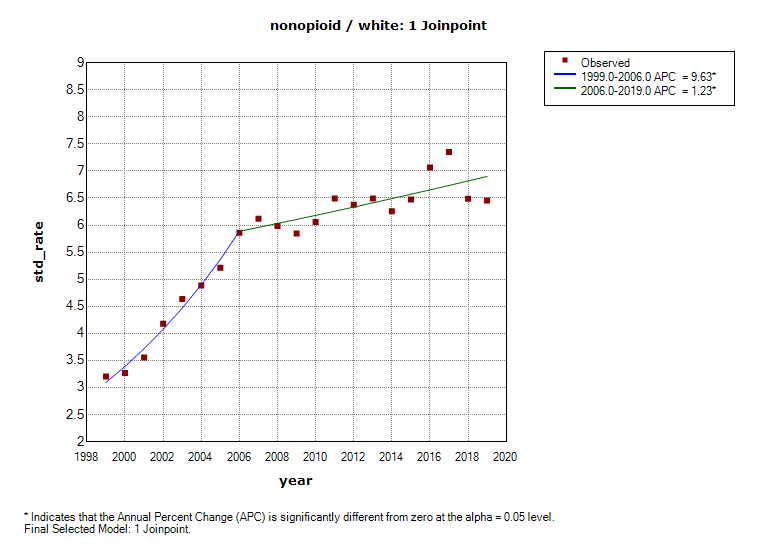 nonopioid / white: 1 Joinpoint
Observed
1999.0-2006.0 APC = 9.63*
2006.0-2019.0 APC = 1.23*
std_rate
9
8.5
8
7.5
7
6.5
6
5.5
5
4.5
4
3.5
3
2.5
2
1998 2000 2002 2004 2006 2008 2010 2012 2014 2016 2018 2020
year
* Indicates that the Annual Percent Change (APC) is significantly different from zero at the alpha = 0.05 level.
Final Selected Model: 1 Joinpoint.